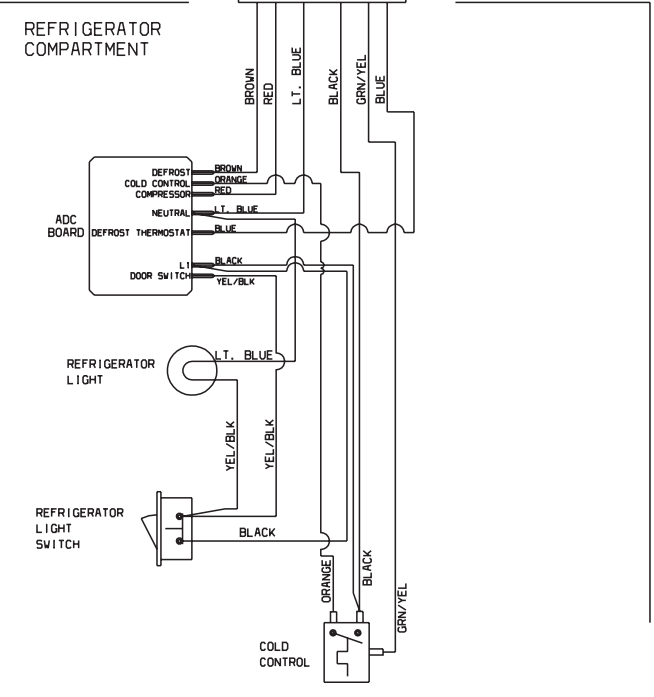 REFRIGERATOR
COMPARTMENT
BROWN
RED
LT. BLUE
BLACK
GRN/YEL
BLUE
DEFROST
COLD CONTROL
COMPRESSOR
NEUTRAL
DEFROST THERMOSTAT
L1
DOOR SWITCH
ADC
BOARD
BROWN
ORANGE
RED
LT. BLUE
BLUE
BLACK
YEL/BLK
REFRIGERATOR
LIGHT
LT. BLUE
YEL/BLK
YEL/BLK
REFRIGERATOR
LIGHT
SWITCH
BLACK
ORANGE
BLACK
GRN/YEL
COLD
CONTROL